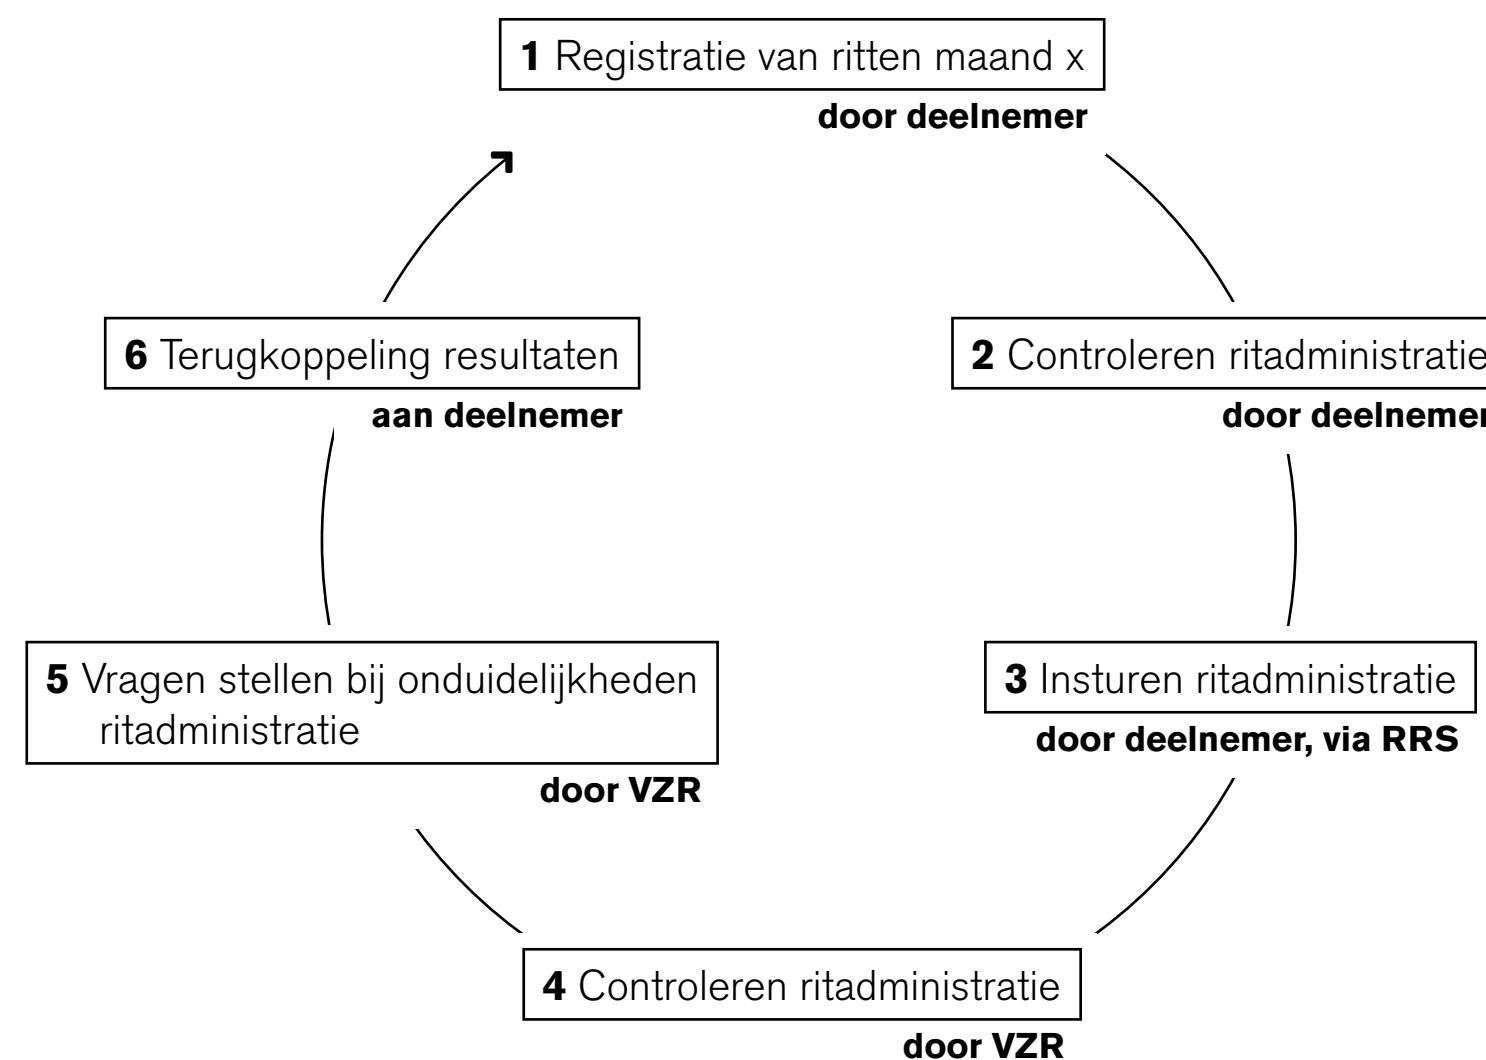 1 Registratie van ritten maand x
door deelnemer
2 Controleren ritadministratie
door deelnemer
3 Insturen ritadministratie
door deelnemer, via RRS
4 Controleren ritadministratie
door VZR
5 Vragen stellen bij onduidelijkheden
ritadministratie
door VZR
6 Terugkoppeling resultaten
aan deelnemer